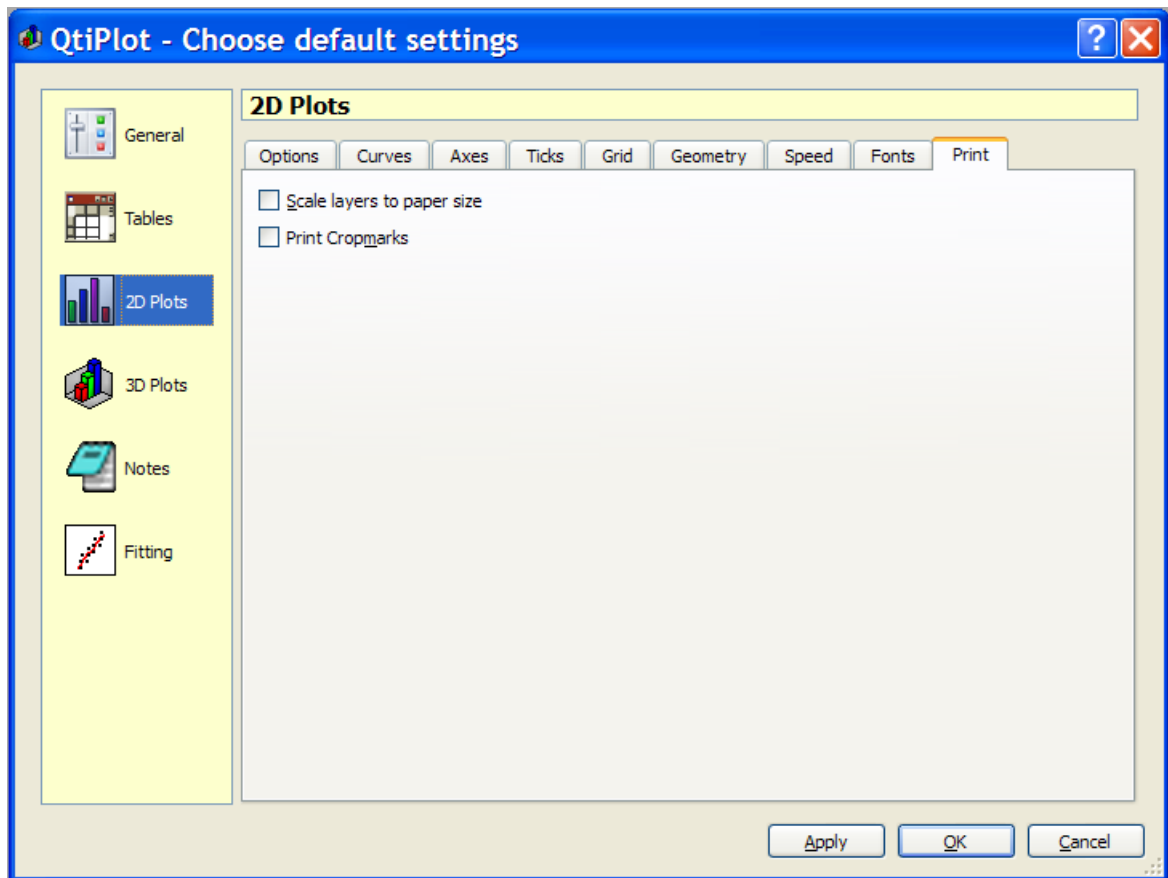 QtiPlot - Choose default settings
General
Tables
2D Plots
3D Plots
Notes
Fitting
2D Plots
Options Curves Axes Ticks Grid Geometry Speed Fonts Print
Scale layers to paper size
Print Cropmarks
Apply OK Cancel